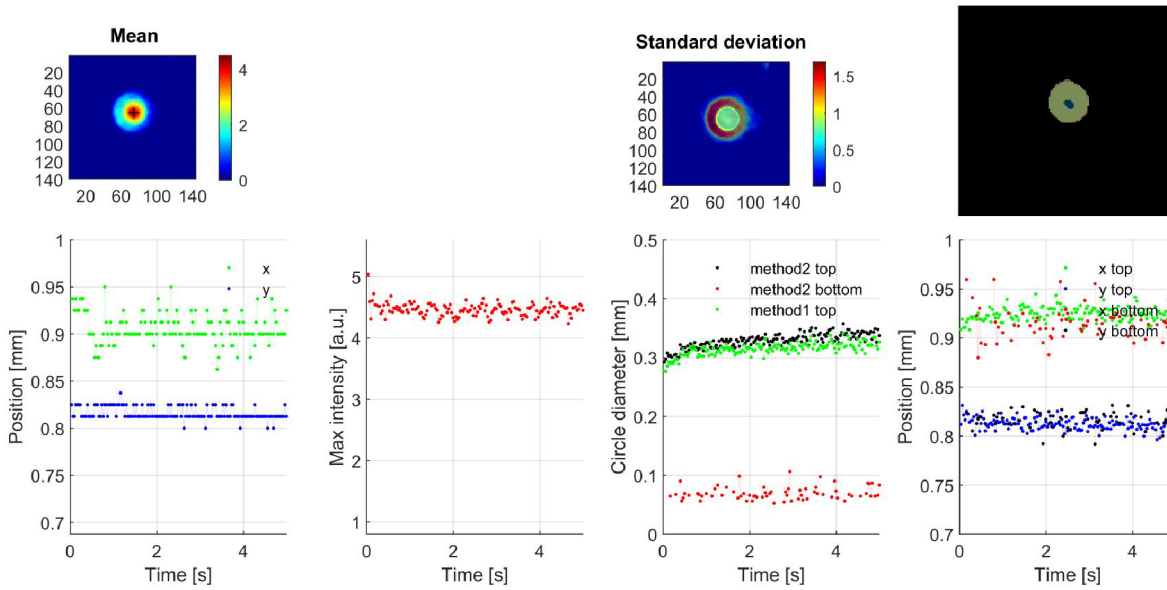 Mean
20
40
60
80
100
120
140
20 60 100 140
4
2
0
Standard deviation
20
40
60
80
100
120
140
20 60 100 140
1.5
1
0.5
0
1
0.95
0.9
0.85
0.8
0.75
0.7
Position [mm]
0 2 4
Time [s]
x
y
5
4
3
2
1
Max intensity [a.u.]
0 2 4
Time [s]
0.5
0.4
0.3
0.2
0.1
0
Circle diameter [mm]
0 2 4
Time [s]
method2 top
method2 bottom
method1 top
1
0.95
0.9
0.85
0.8
0.75
0.7
Position [mm]
0 2 4
Time [s]
x top
y top
x bottom
y bottom